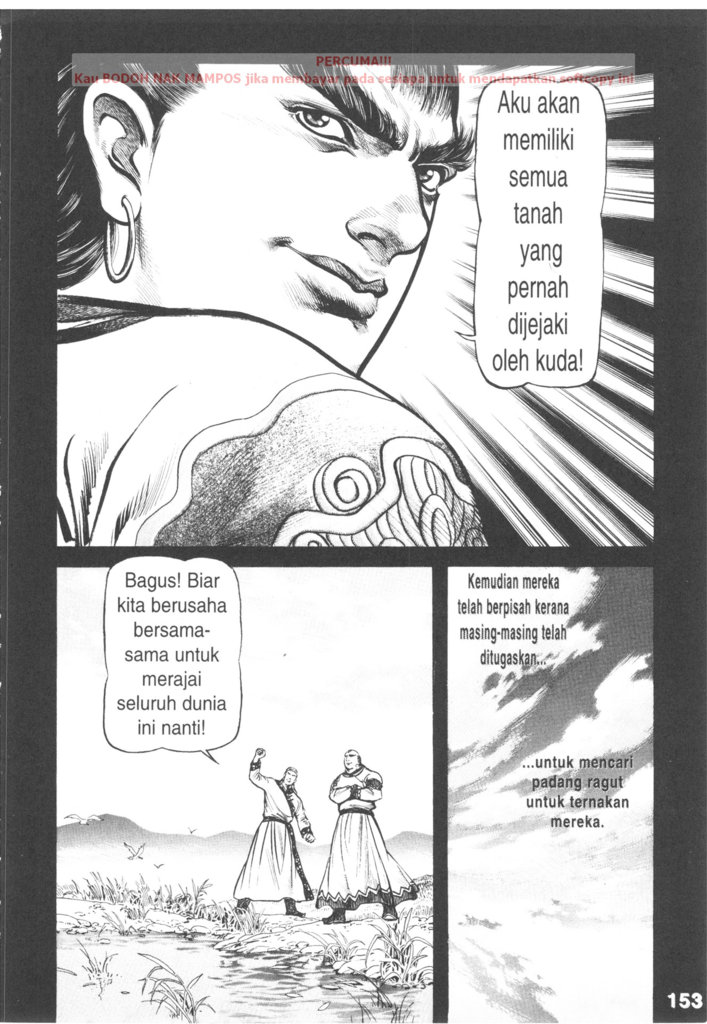 PERCUMA!!!
Kau BODOH NAK MAMPOS jika membayar pada sesiapa untuk mendapatkan softcopy ini
Aku akan
memiliki
semua
tanah
yang
pernah
dijejaki
oleh kuda!
Bagus! Biar
kita berusaha
bersama-
sama untuk
merajai
seluruh dunia
ini nanti!
Kemudian mereka
telah berpisah kerana
masing-masing telah
ditugaskan...
...untuk mencari
padang ragut
untuk ternakan
mereka.
153